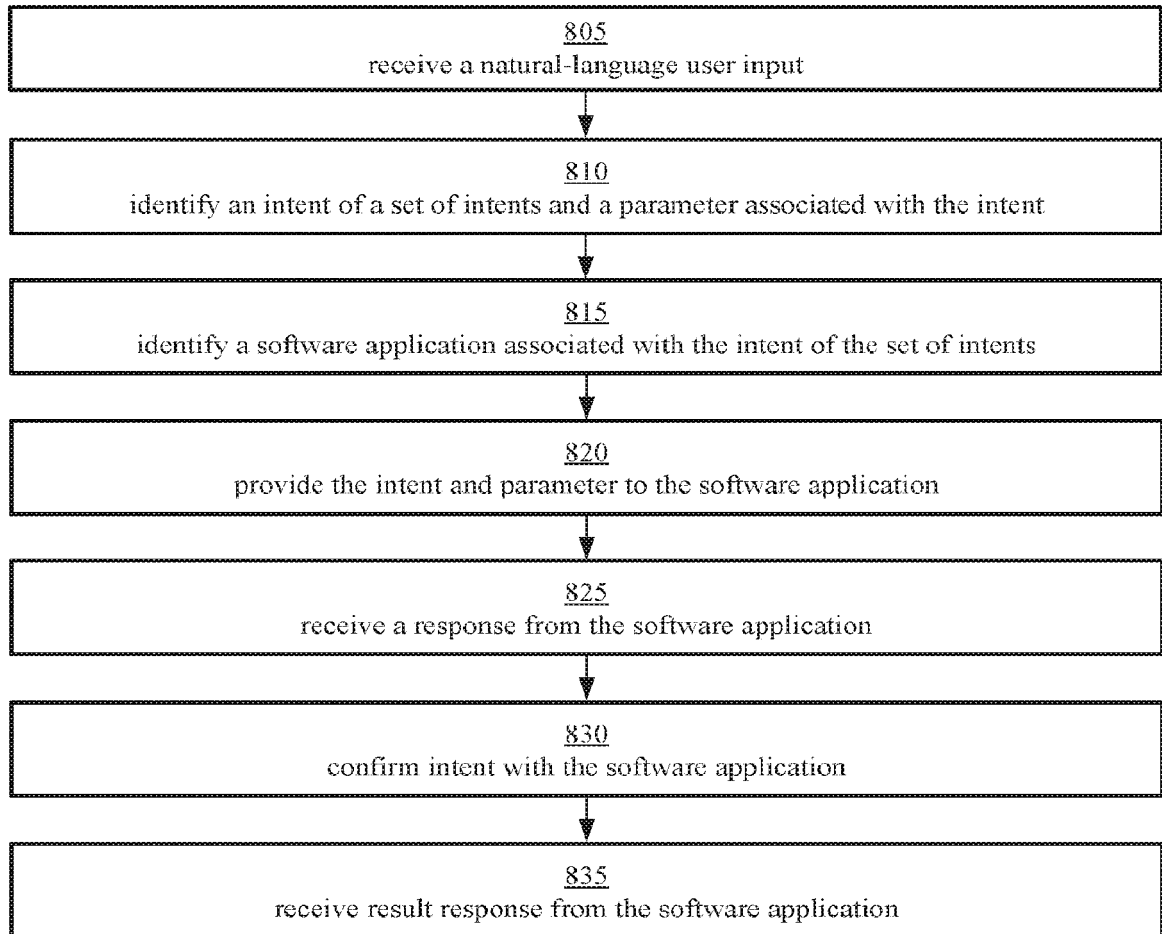 805
receive a natural-language user input
810
identify an intent of a set of intents and a parameter associated with the intent
815
identify a software application associated with the intent of the set of intents
820
provide the intent and parameter to the software application
825
receive a response from the software application
830
confirm intent with the software application
835
receive result response from the software application